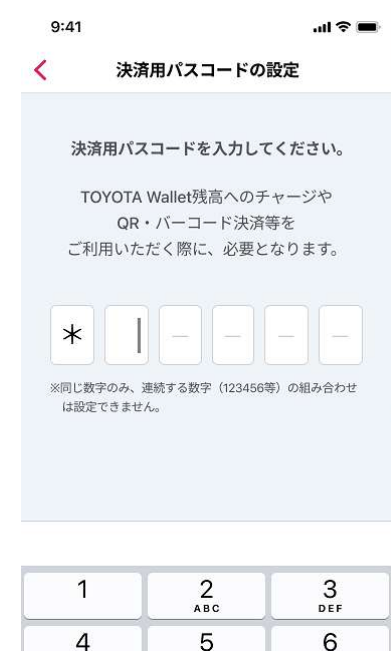 9:41
決済用パスコードの設定
決済用パスコードを入力してください。
TOYOTA Wallet残高へのチャージや
QR・バーコード決済等を
ご利用いただく際に、必要となります。
*
※同じ数字のみ、連続する数字（123456等）の組み合わせ
は設定できません。
1 2 3
ABC DEF
4 5 6